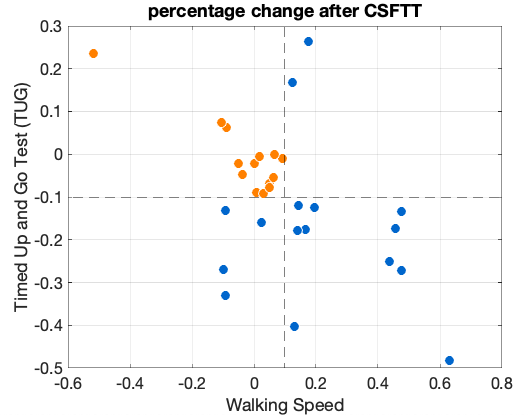 percentage change after CSFTT
Timed Up and Go Test (TUG)
0.3
0.2
0.1
0
-0.1
-0.2
-0.3
-0.4
-0.5
-0.6 -0.4 -0.2 0 0.2 0.4 0.6 0.8
Walking Speed